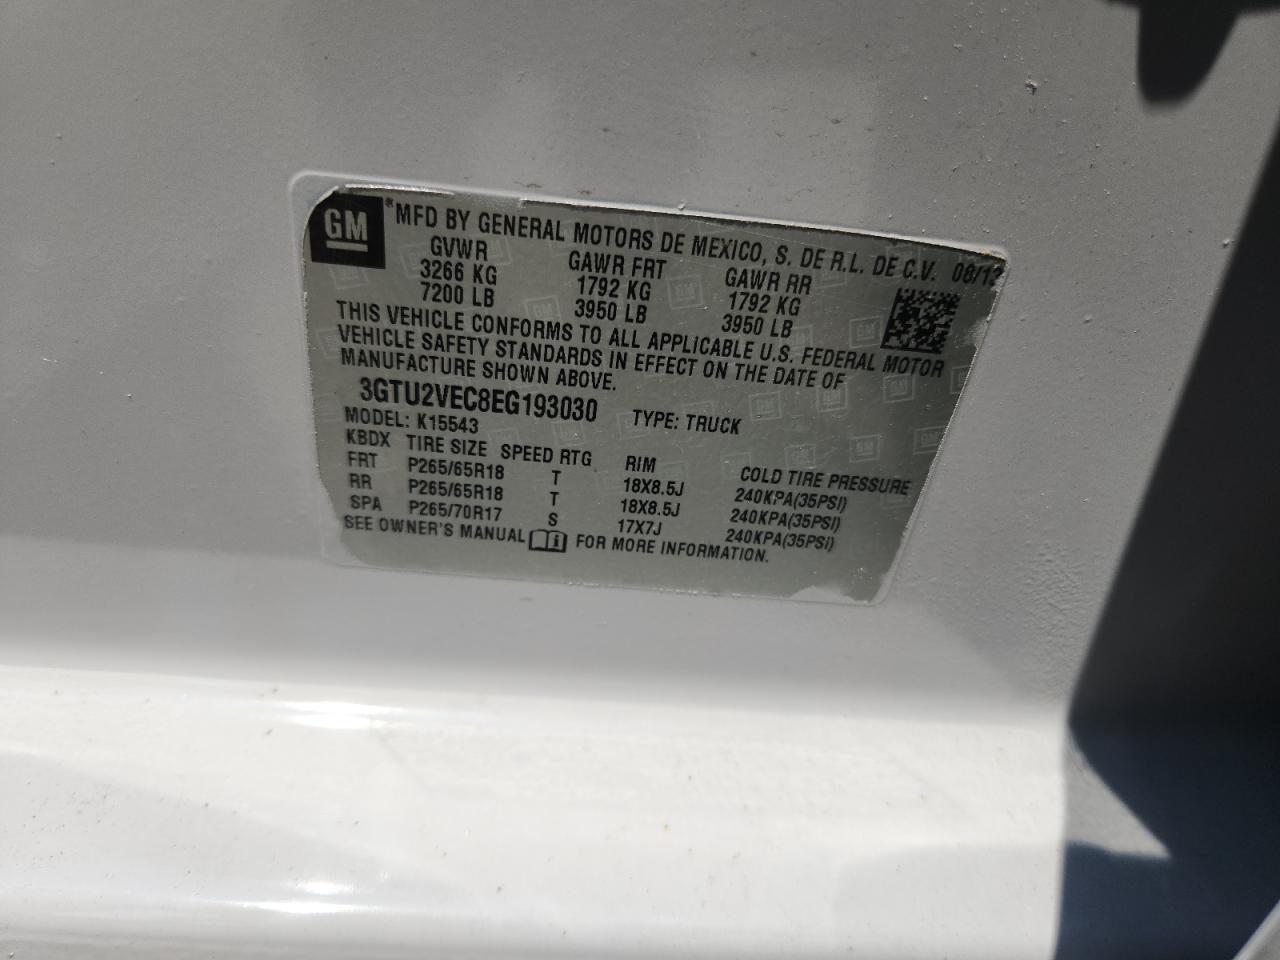 GM
*MFD BY GENERAL MOTORS DE MEXICO, S. DE R.L. DE C.V. 08/13
GVWR GAWR FRT GAWR RR
3266 KG 1792 KG 1792 KG
7200 LB 3950 LB 3950 LB
THIS VEHICLE CONFORMS TO ALL APPLICABLE U.S. FEDERAL MOTOR
VEHICLE SAFETY STANDARDS IN EFFECT ON THE DATE OF
MANUFACTURE SHOWN ABOVE.
3GTU2VEC8EG193030 TYPE: TRUCK
MODEL: K15543
KBDX TIRE SIZE SPEED RTG RIM COLD TIRE PRESSURE
FRT P265/65R18 T 18X8.5J 240KPA(35PSI)
RR P265/65R18 T 18X8.5J 240KPA(35PSI)
SPA P265/70R17 S 17X7J 240KPA(35PSI)
SEE OWNER'S MANUAL i FOR MORE INFORMATION.